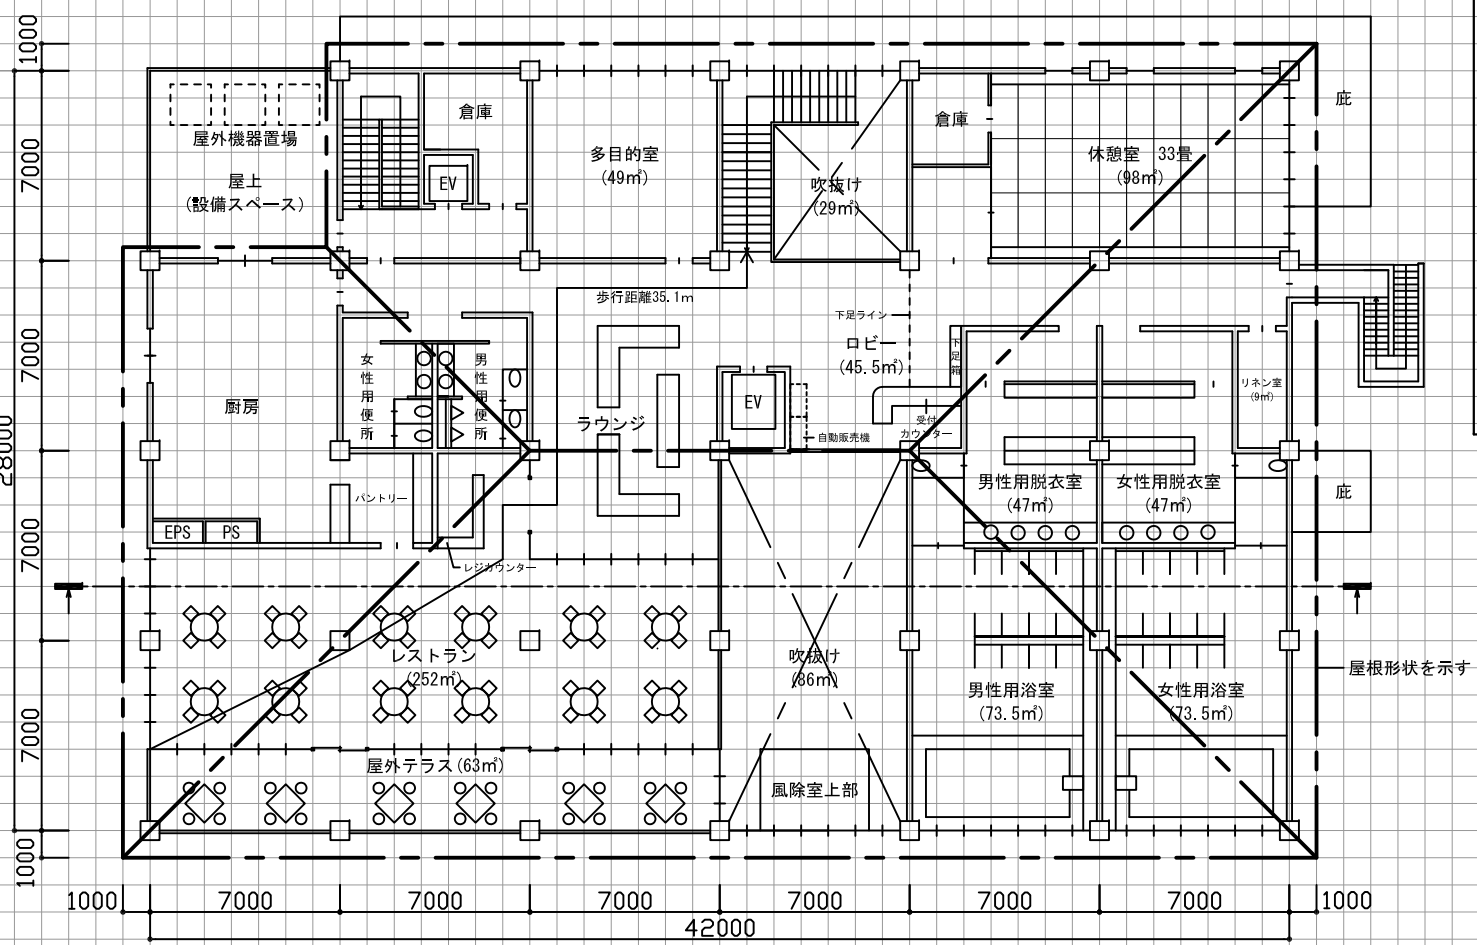 1000
7000
7000
7000
7000
1000
28000
屋外機器置場
屋上
(設備スペース)
倉庫
EV
多目的室
(49㎡)
吹抜け
(29㎡)
倉庫
休憩室 33畳
(98㎡)
庇
歩行距離35.1m
下足ライン
ロビー
(45.5㎡)
下足箱
厨房
女性用便所
男性用便所
ラウンジ
EV
自動販売機
受付
カウンター
リネン室
(9㎡)
男性用脱衣室
(47㎡)
女性用脱衣室
(47㎡)
庇
パントリー
EPS
PS
レジカウンター
レストラン
(252㎡)
吹抜け
(86㎡)
男性用浴室
(73.5㎡)
女性用浴室
(73.5㎡)
屋根形状を示す
屋外テラス(63㎡)
風除室上部
1000
7000
7000
7000
7000
7000
7000
1000
42000